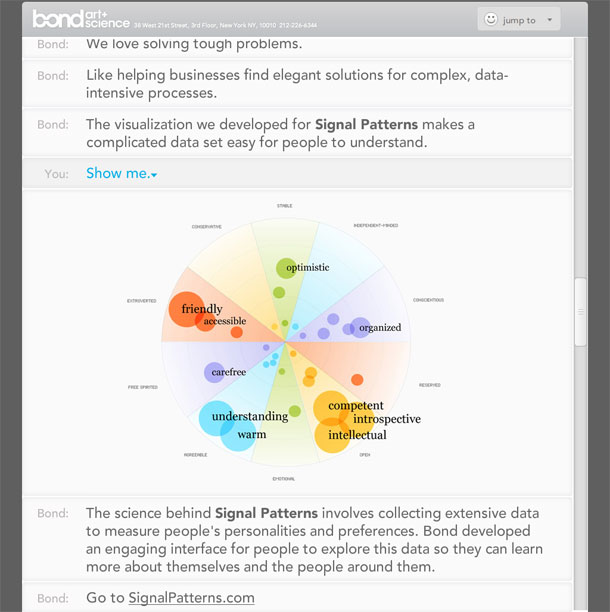 bond art+ science 38 West 21st Street, 3rd Floor, New York NY, 10010 212-226-6344
jump to
Bond: We love solving tough problems.
Bond: Like helping businesses find elegant solutions for complex, data-
intensive processes.
Bond: The visualization we developed for Signal Patterns makes a
complicated data set easy for people to understand.
You: Show me.
STABLE
CONSERVATIVE
INDEPENDENT-MINDED
optimistic
EXTROVERTED
CONSCIENTIOUS
friendly
accessible
organized
carefree
FREE SPIRITED
RESERVED
competent
understanding
introspective
warm
intellectual
AGREEABLE
OPEN
EMOTIONAL
Bond: The science behind Signal Patterns involves collecting extensive data
to measure people's personalities and preferences. Bond developed
an engaging interface for people to explore this data so they can learn
more about themselves and the people around them.
Bond: Go to SignalPatterns.com